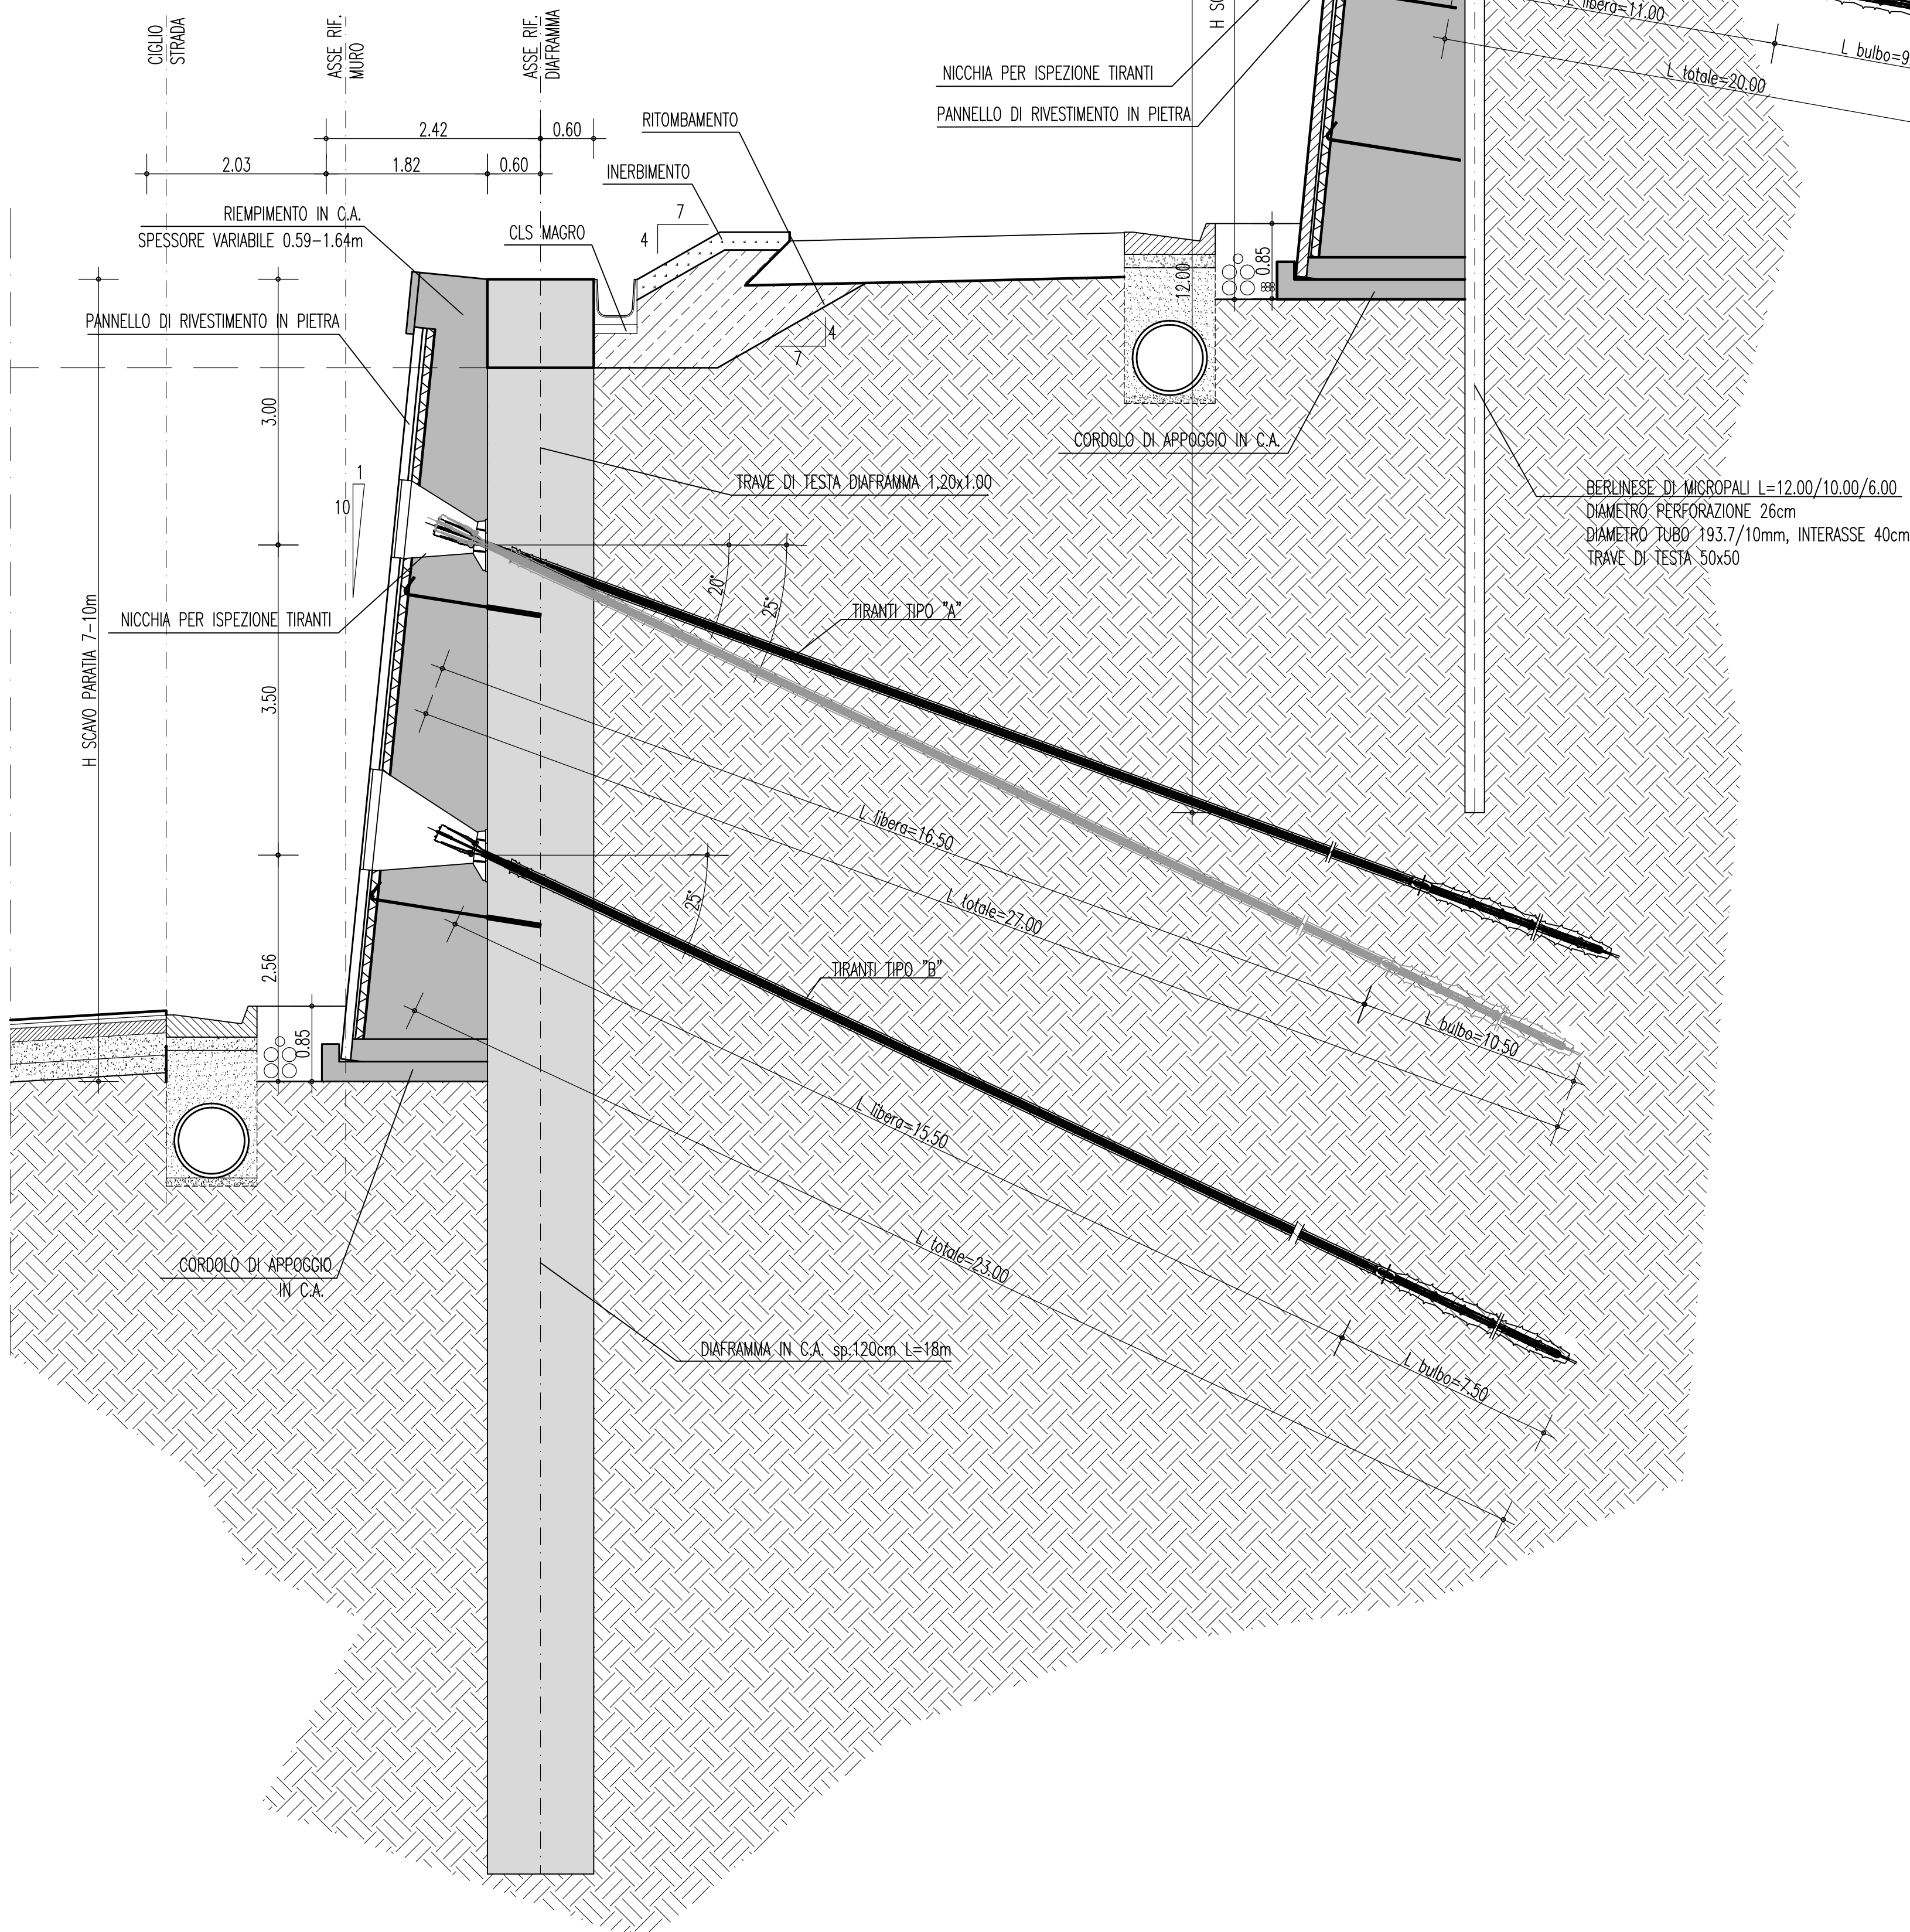 CIGLIO
STRADA
ASSE RIF.
MURO
ASSE RIF.
DIAFRAMMA
L libera=11.00
L bulbo=9
L totale=20.00
H SC
NICCHIA PER ISPEZIONE TIRANTI
PANNELLO DI RIVESTIMENTO IN PIETRA
2.42
0.60
2.03
1.82
0.60
RITOMBAMENTO
INERBIMENTO
RIEMPIMENTO IN C.A.
SPESSORE VARIABILE 0.59-1.64m
CLS MAGRO
7
4
12.00
0.85
PANNELLO DI RIVESTIMENTO IN PIETRA
4
7
3.00
CORDOLO DI APPOGGIO IN C.A.
1
10
TRAVE DI TESTA DIAFRAMMA 1.20x1.00
BERLINESE DI MICROPALI L=12.00/10.00/6.00
DIAMETRO PERFORAZIONE 26cm
DIAMETRO TUBO 193.7/10mm, INTERASSE 40cm
TRAVE DI TESTA 50x50
20°
25°
TIRANTI TIPO "A"
NICCHIA PER ISPEZIONE TIRANTI
H SCAVO PARATIA 7-10m
3.50
L libera=16.50
L totale=27.00
L bulbo=10.50
25°
TIRANTI TIPO "B"
2.56
0.85
L libera=15.50
L totale=23.00
L bulbo=7.50
CORDOLO DI APPOGGIO
IN C.A.
DIAFRAMMA IN C.A. sp.120cm L=18m